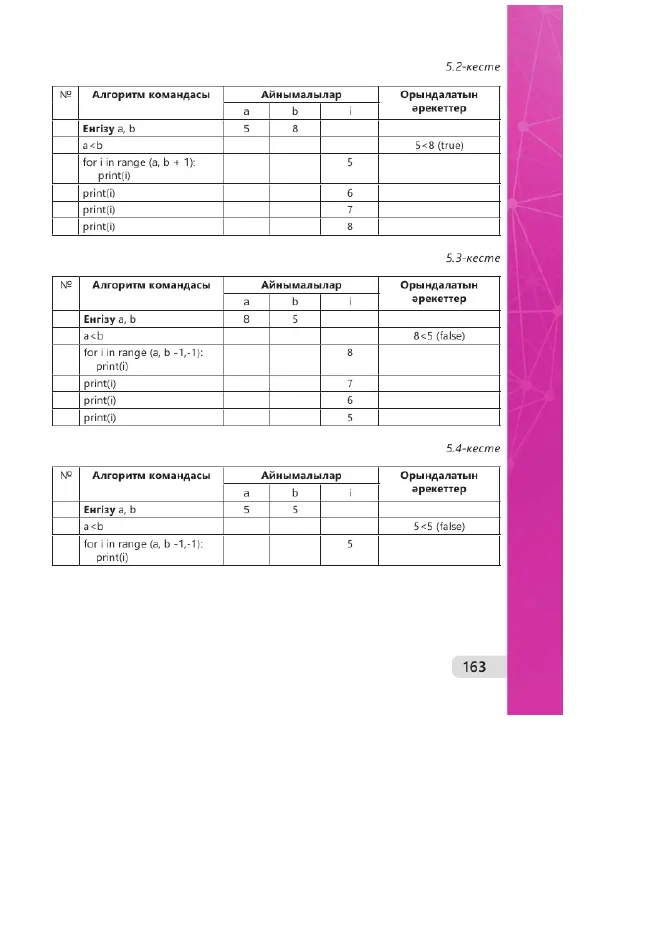 5.2-кесте
№ Алгоритм командасы Айнымалылар Орындалатын әрекеттер
a b i
Енгізу a, b 5 8
a<b 5<8 (true)
for i in range (a, b + 1): 5
print(i)
print(i) 6
print(i) 7
print(i) 8
5.3-кесте
№ Алгоритм командасы Айнымалылар Орындалатын әрекеттер
a b i
Енгізу a, b 8 5
a<b 8<5 (false)
for i in range (a, b -1,-1): 8
print(i)
print(i) 7
print(i) 6
print(i) 5
5.4-кесте
№ Алгоритм командасы Айнымалылар Орындалатын әрекеттер
a b i
Енгізу a, b 5 5
a<b 5<5 (false)
for i in range (a, b -1,-1): 5
print(i)
163